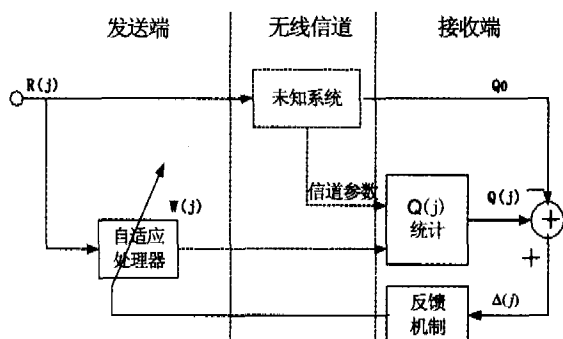 发送端 无线信道 接收端
R(j)
未知系统
Q0
信道参数
W(j)
Q(j)
统计
Q(j)
自适应
处理器
+
+
反馈
机制
Δ(j)